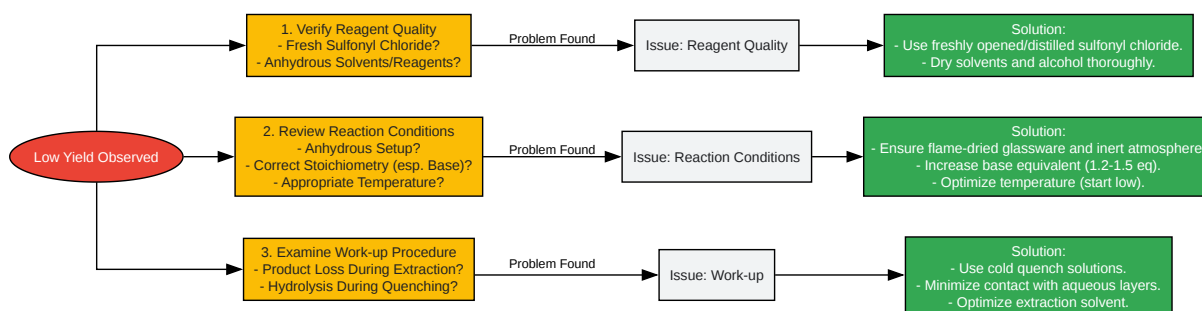 1. Verify Reagent Quality
- Fresh Sulfonyl Chloride?
- Anhydrous Solvents/Reagents?
Problem Found
Issue: Reagent Quality
Solution:
- Use freshly opened/distilled sulfonyl chloride.
- Dry solvents and alcohol thoroughly.
Low Yield Observed
2. Review Reaction Conditions
- Anhydrous Setup?
- Correct Stoichiometry (esp. Base)?
- Appropriate Temperature?
Problem Found
Issue: Reaction Conditions
Solution:
- Ensure flame-dried glassware and inert atmosphere
- Increase base equivalent (1.2-1.5 eq).
- Optimize temperature (start low).
3. Examine Work-up Procedure
- Product Loss During Extraction?
- Hydrolysis During Quenching?
Problem Found
Issue: Work-up
Solution:
- Use cold quench solutions.
- Minimize contact with aqueous layers.
- Optimize extraction solvent.